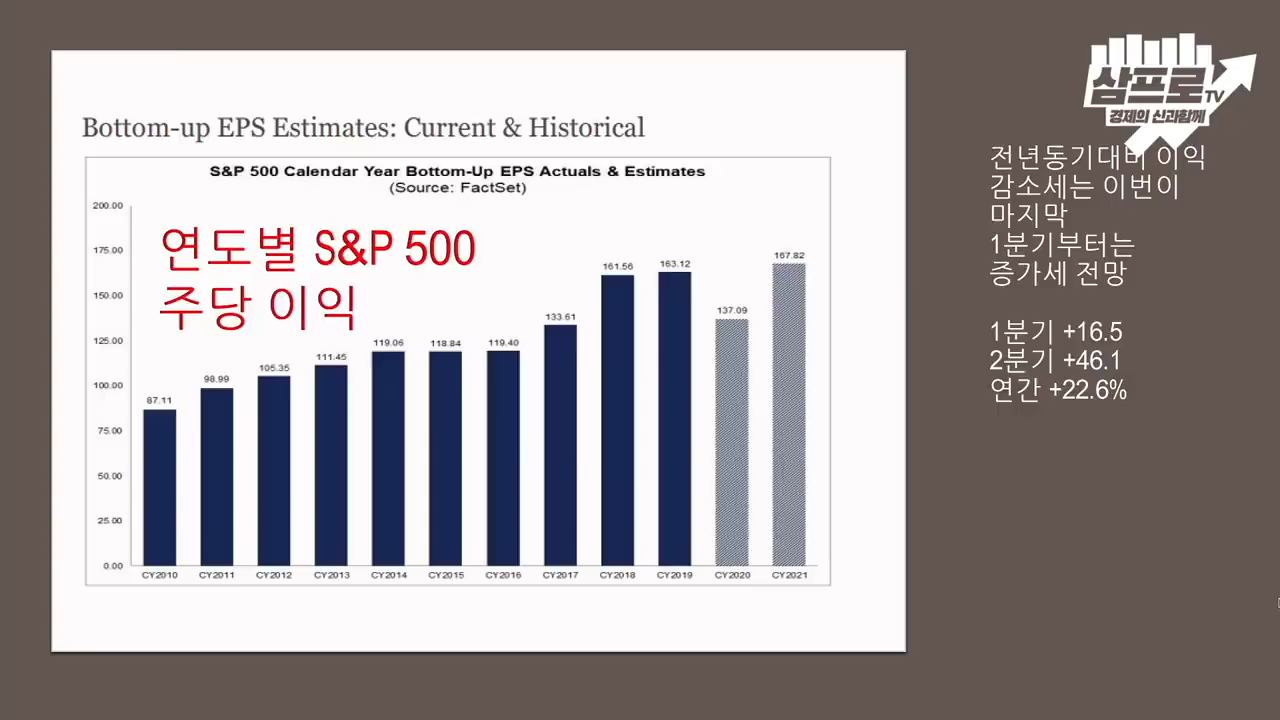 삼프로TV
경제의 신과함께
Bottom-up EPS Estimates: Current & Historical
S&P 500 Calendar Year Bottom-Up EPS Actuals & Estimates
(Source: FactSet)
연도별 S&P 500
주당 이익
200.00
175.00
150.00
125.00
100.00
75.00
50.00
25.00
0.00
87.11
98.99
105.35
111.45
119.06
118.84
119.40
133.61
161.56
163.12
137.09
167.82
CY2010 CY2011 CY2012 CY2013 CY2014 CY2015 CY2016 CY2017 CY2018 CY2019 CY2020 CY2021
전년동기대비 이익
감소세는 이번이
마지막
1분기부터는
증가세 전망
1분기 +16.5
2분기 +46.1
연간 +22.6%